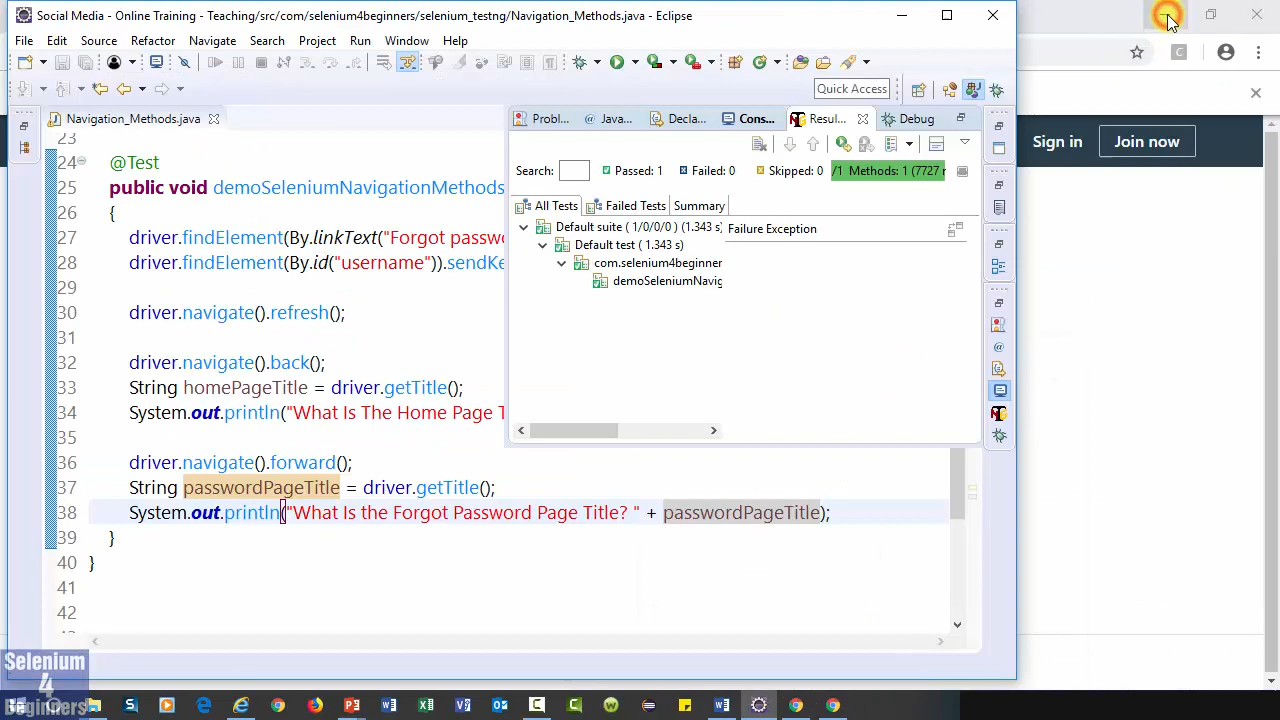 Social Media - Online Training - Teaching/src/com/selenium4beginners/selenium_testng/Navigation_Methods.java - Eclipse
File Edit Source Refactor Navigate Search Project Run Window Help
Quick Access
Navigation_Methods.java
Probl... Java... Decla... Cons... Resul... Debug
Sign in Join now
Search: Passed: 1 Failed: 0 Skipped: 0 /1 Methods: 1 (7727 r
All Tests Failed Tests Summary
Default suite ( 1/0/0/0 ) (1.343 s) Failure Exception
Default test ( 1.343 s)
com.selenium4beginner
demoSeleniumNavig
23
24 @Test
25 public void demoSeleniumNavigationMethods
26 {
27 driver.findElement(By.linkText("Forgot passw
28 driver.findElement(By.id("username")).sendKe
30 driver.navigate().refresh();
31
32 driver.navigate().back();
33 String homePageTitle = driver.getTitle();
34 System.out.println("What Is The Home Page T
35
36 driver.navigate().forward();
37 String passwordPageTitle = driver.getTitle();
38 System.out.println("What Is the Forgot Password Page Title? " + passwordPageTitle);
39 }
40 }
41
42
Selenium
4
Beginners